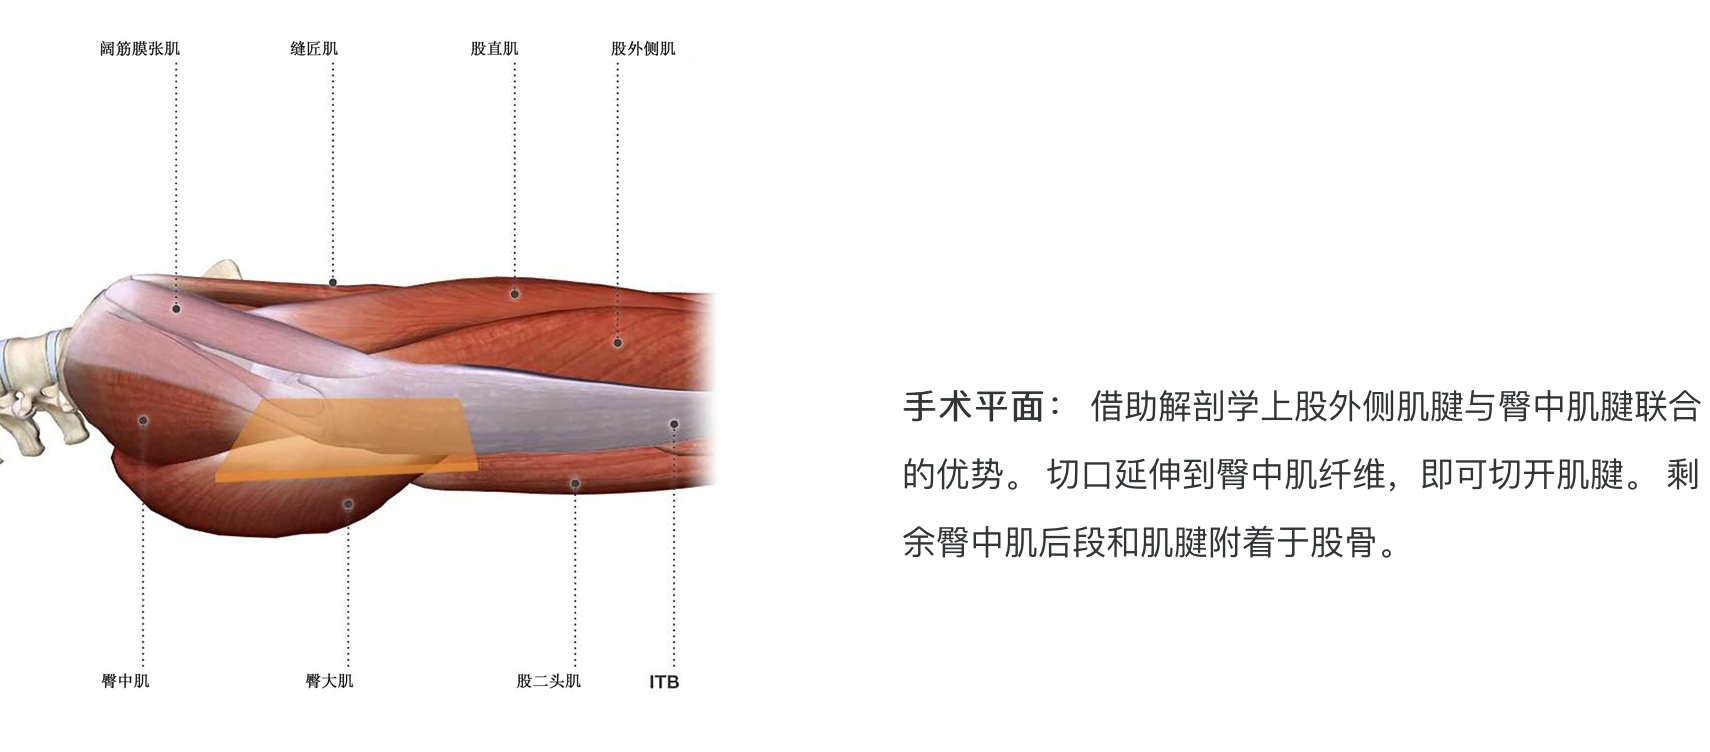 阔筋膜张肌 缝匠肌 股直肌 股外侧肌
臀中肌 臀大肌 股二头肌 ITB
手术平面： 借助解剖学上股外侧肌腱与臀中肌腱联合
的优势。 切口延伸到臀中肌纤维，即可切开肌腱。 剩
余臀中肌后段和肌腱附着于股骨。